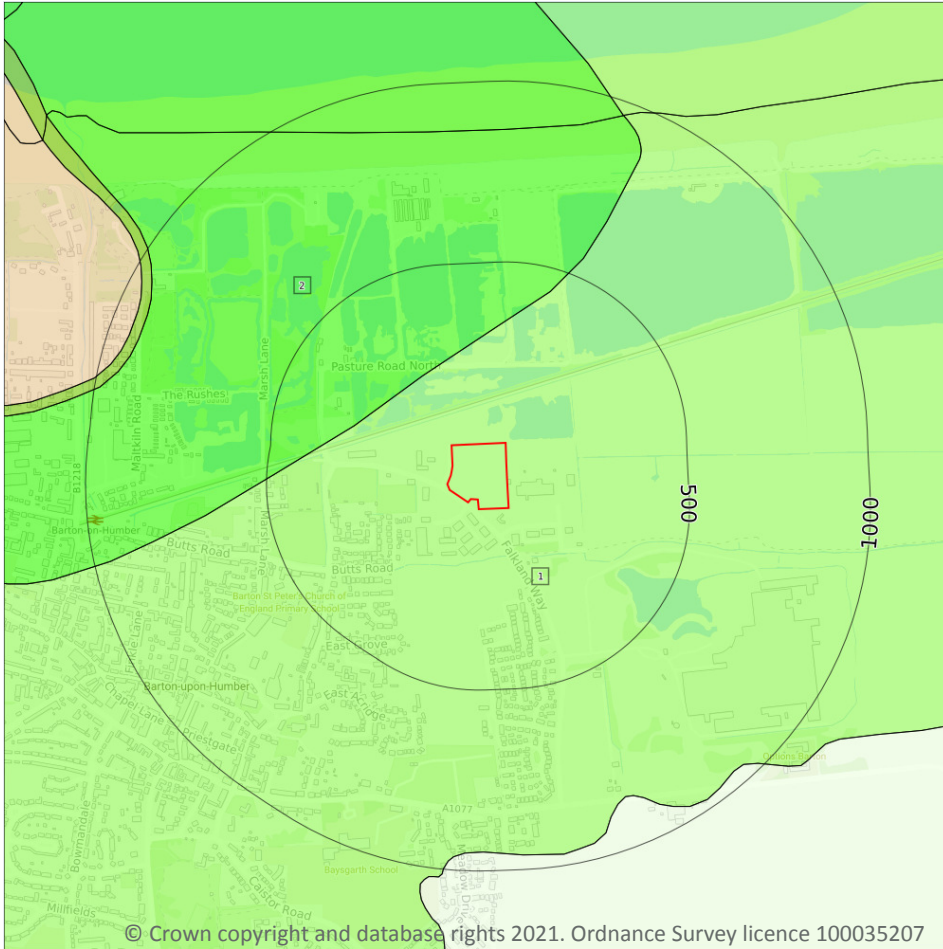 2
Pasture Road North
Marsh Lane
The Rushes
Maltkiln Road
B1218
500
1000
Barton-on-Humber
Marsh Lane
Butts Road
Butts Road
Falkland Way
1
Barton St Peter's Church of
England Primary School
East Grove
East Acridge
Barton-upon-Humber
Chapel Lane
Priestgate
A1077
Bowmandale
Baysgarth School
Meadow Drive
Caistor Road
Millfields
© Crown copyright and database rights 2021. Ordnance Survey licence 100035207